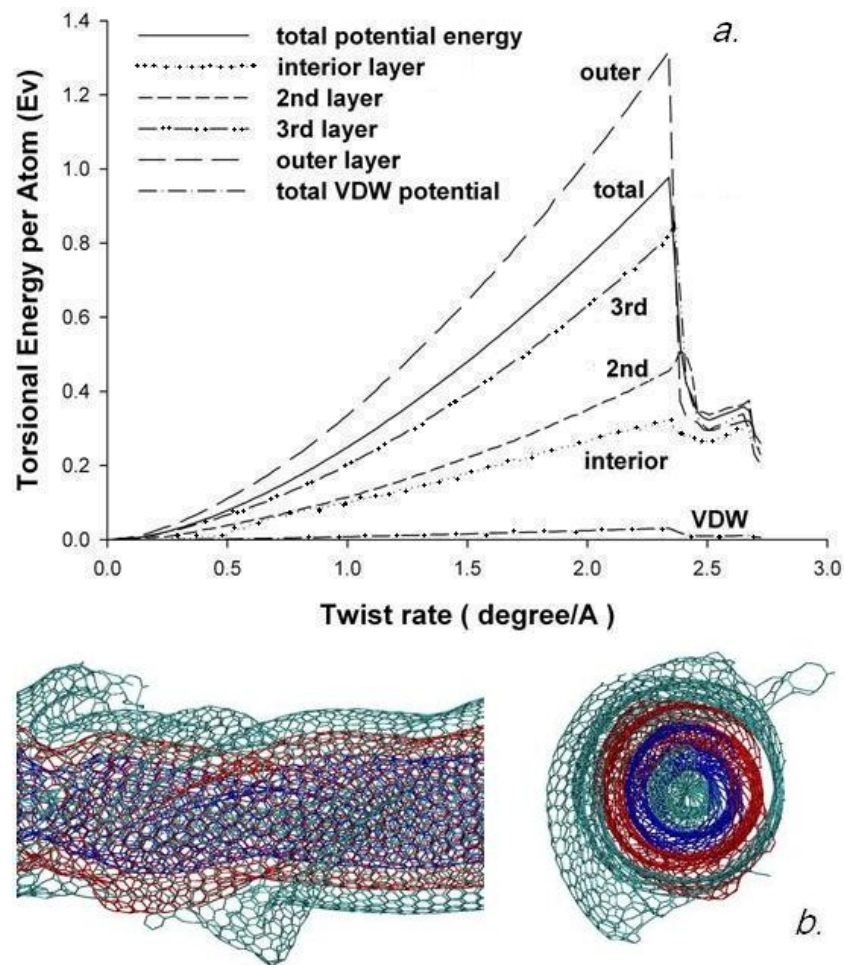 a.
1.4
1.2
1.0
0.8
0.6
0.4
0.2
0.0
Torsional Energy per Atom (Ev)
total potential energy
interior layer
2nd layer
3rd layer
outer layer
total VDW potential
outer
total
3rd
2nd
interior
VDW
0.0 0.5 1.0 1.5 2.0 2.5 3.0
Twist rate ( degree/A )
b.